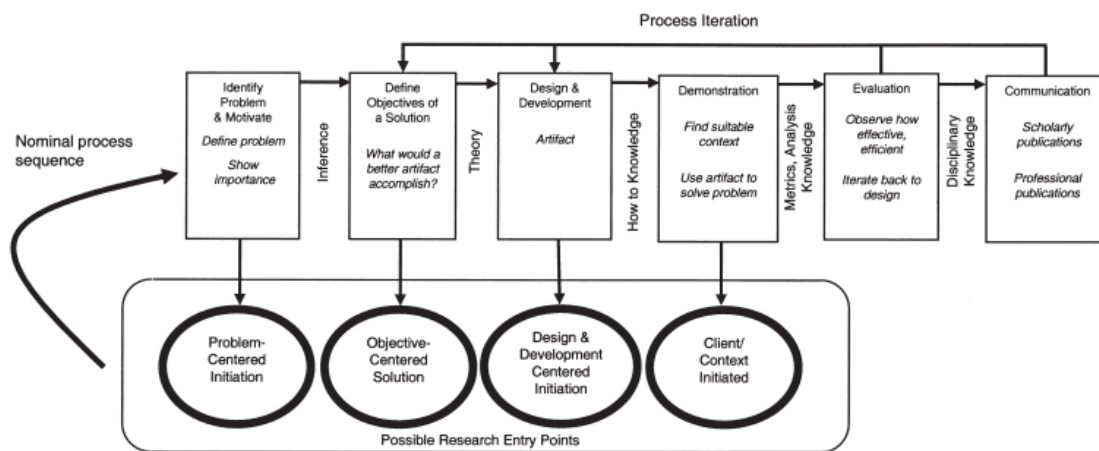 Process Iteration
Nominal process
sequence
Identify
Problem
& Motivate
Define problem
Show
importance
Inference
Define
Objectives of
a Solution
What would a
better artifact
accomplish?
Theory
Design &
Development
Artifact
How to Knowledge
Demonstration
Find suitable
context
Use artifact to
solve problem
Metrics, Analysis
Knowledge
Evaluation
Observe how
effective,
efficient
Iterate back to
design
Disciplinary
Knowledge
Communication
Scholarly
publications
Professional
publications
Problem-
Centered
Initiation
Objective-
Centered
Solution
Design &
Development
Centered
Initiation
Client/
Context
Initiated
Possible Research Entry Points